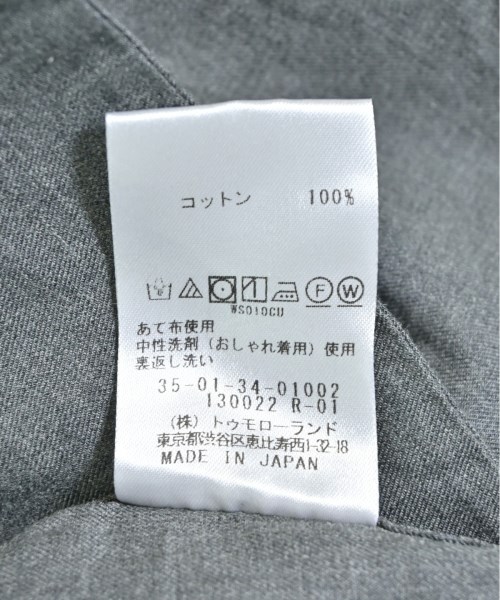 コットン 100%
F W
WS010CU
あて布使用
中性洗剤(おしゃれ着用)使用
裏返し洗い
35-01-34-01002
130022 R-01
(株)トゥモローランド
東京都渋谷区恵比寿西1-32-18
MADE IN JAPAN